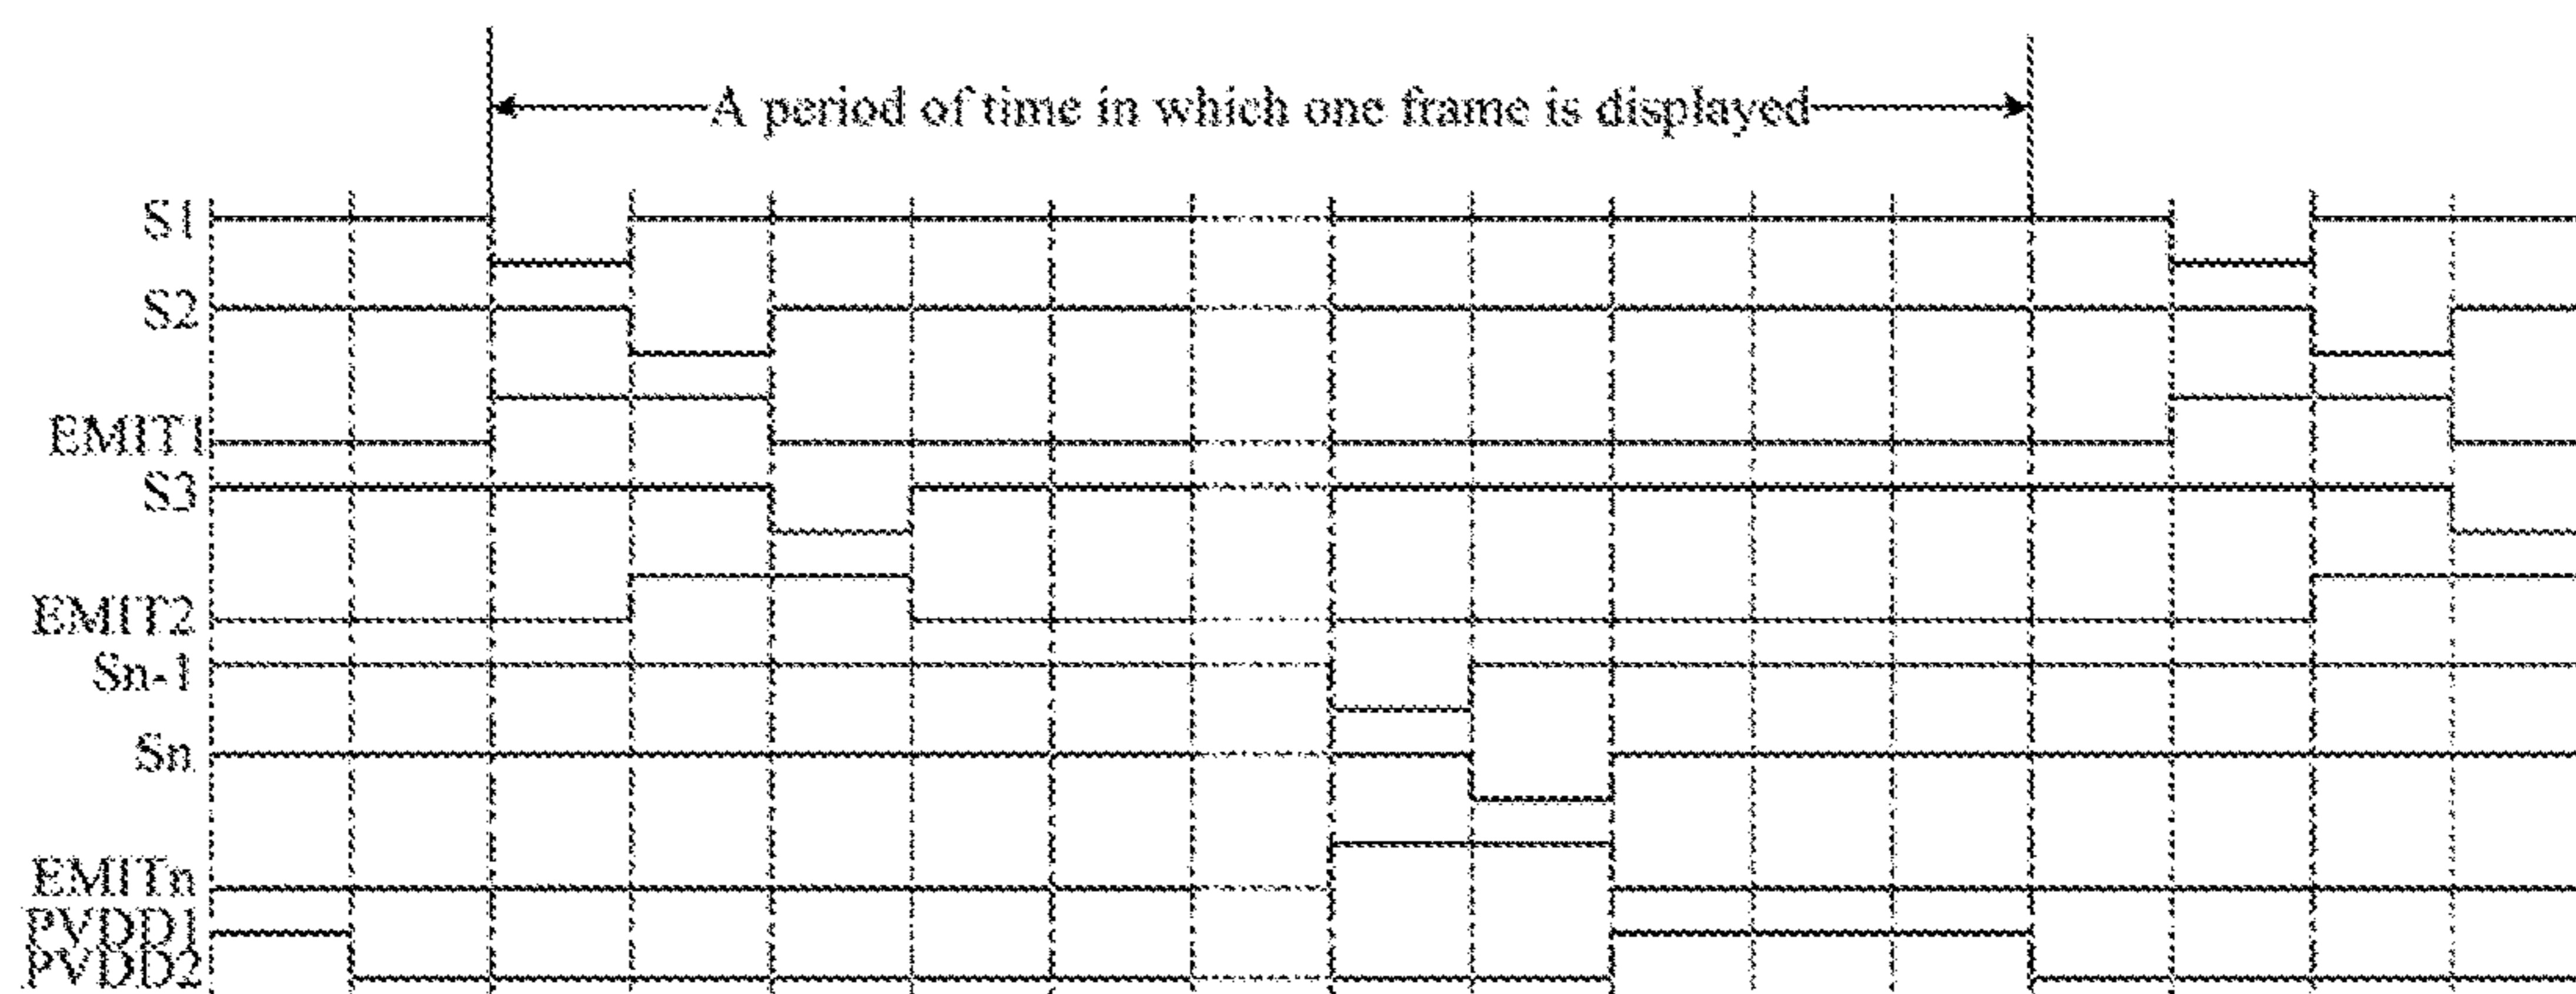 A period of time in which one frame is displayed
S1
S2
EMIT1
S3
EMIT2
Sn-1
Sn
EMITn
PVDD1
PVDD2